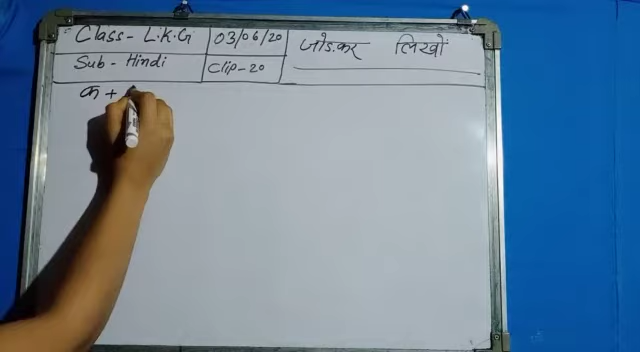 Class - L.K.G 03/06/20 जोड.कर लिखों
Sub - Hindi Clip-20
क +